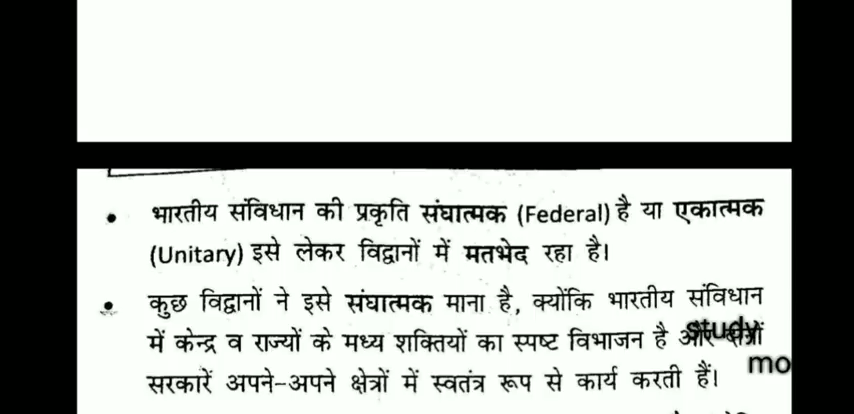 • भारतीय संविधान की प्रकृति संघात्मक (Federal) है या एकात्मक
(Unitary) इसे लेकर विद्वानों में मतभेद रहा है।
• कुछ विद्वानों ने इसे संघात्मक माना है, क्योंकि भारतीय संविधान
में केन्द्र व राज्यों के मध्य शक्तियों का स्पष्ट विभाजन है और
study
सरकारें अपने-अपने क्षेत्रों में स्वतंत्र रूप से कार्य करती हैं।
mo